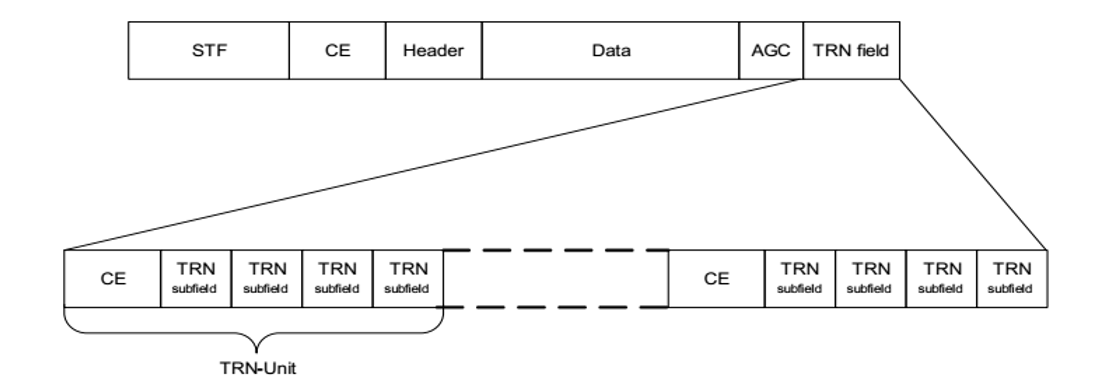 STF CE Header Data AGC TRN field
CE TRN subfield TRN subfield TRN subfield TRN subfield CE TRN subfield TRN subfield TRN subfield TRN subfield
TRN-Unit